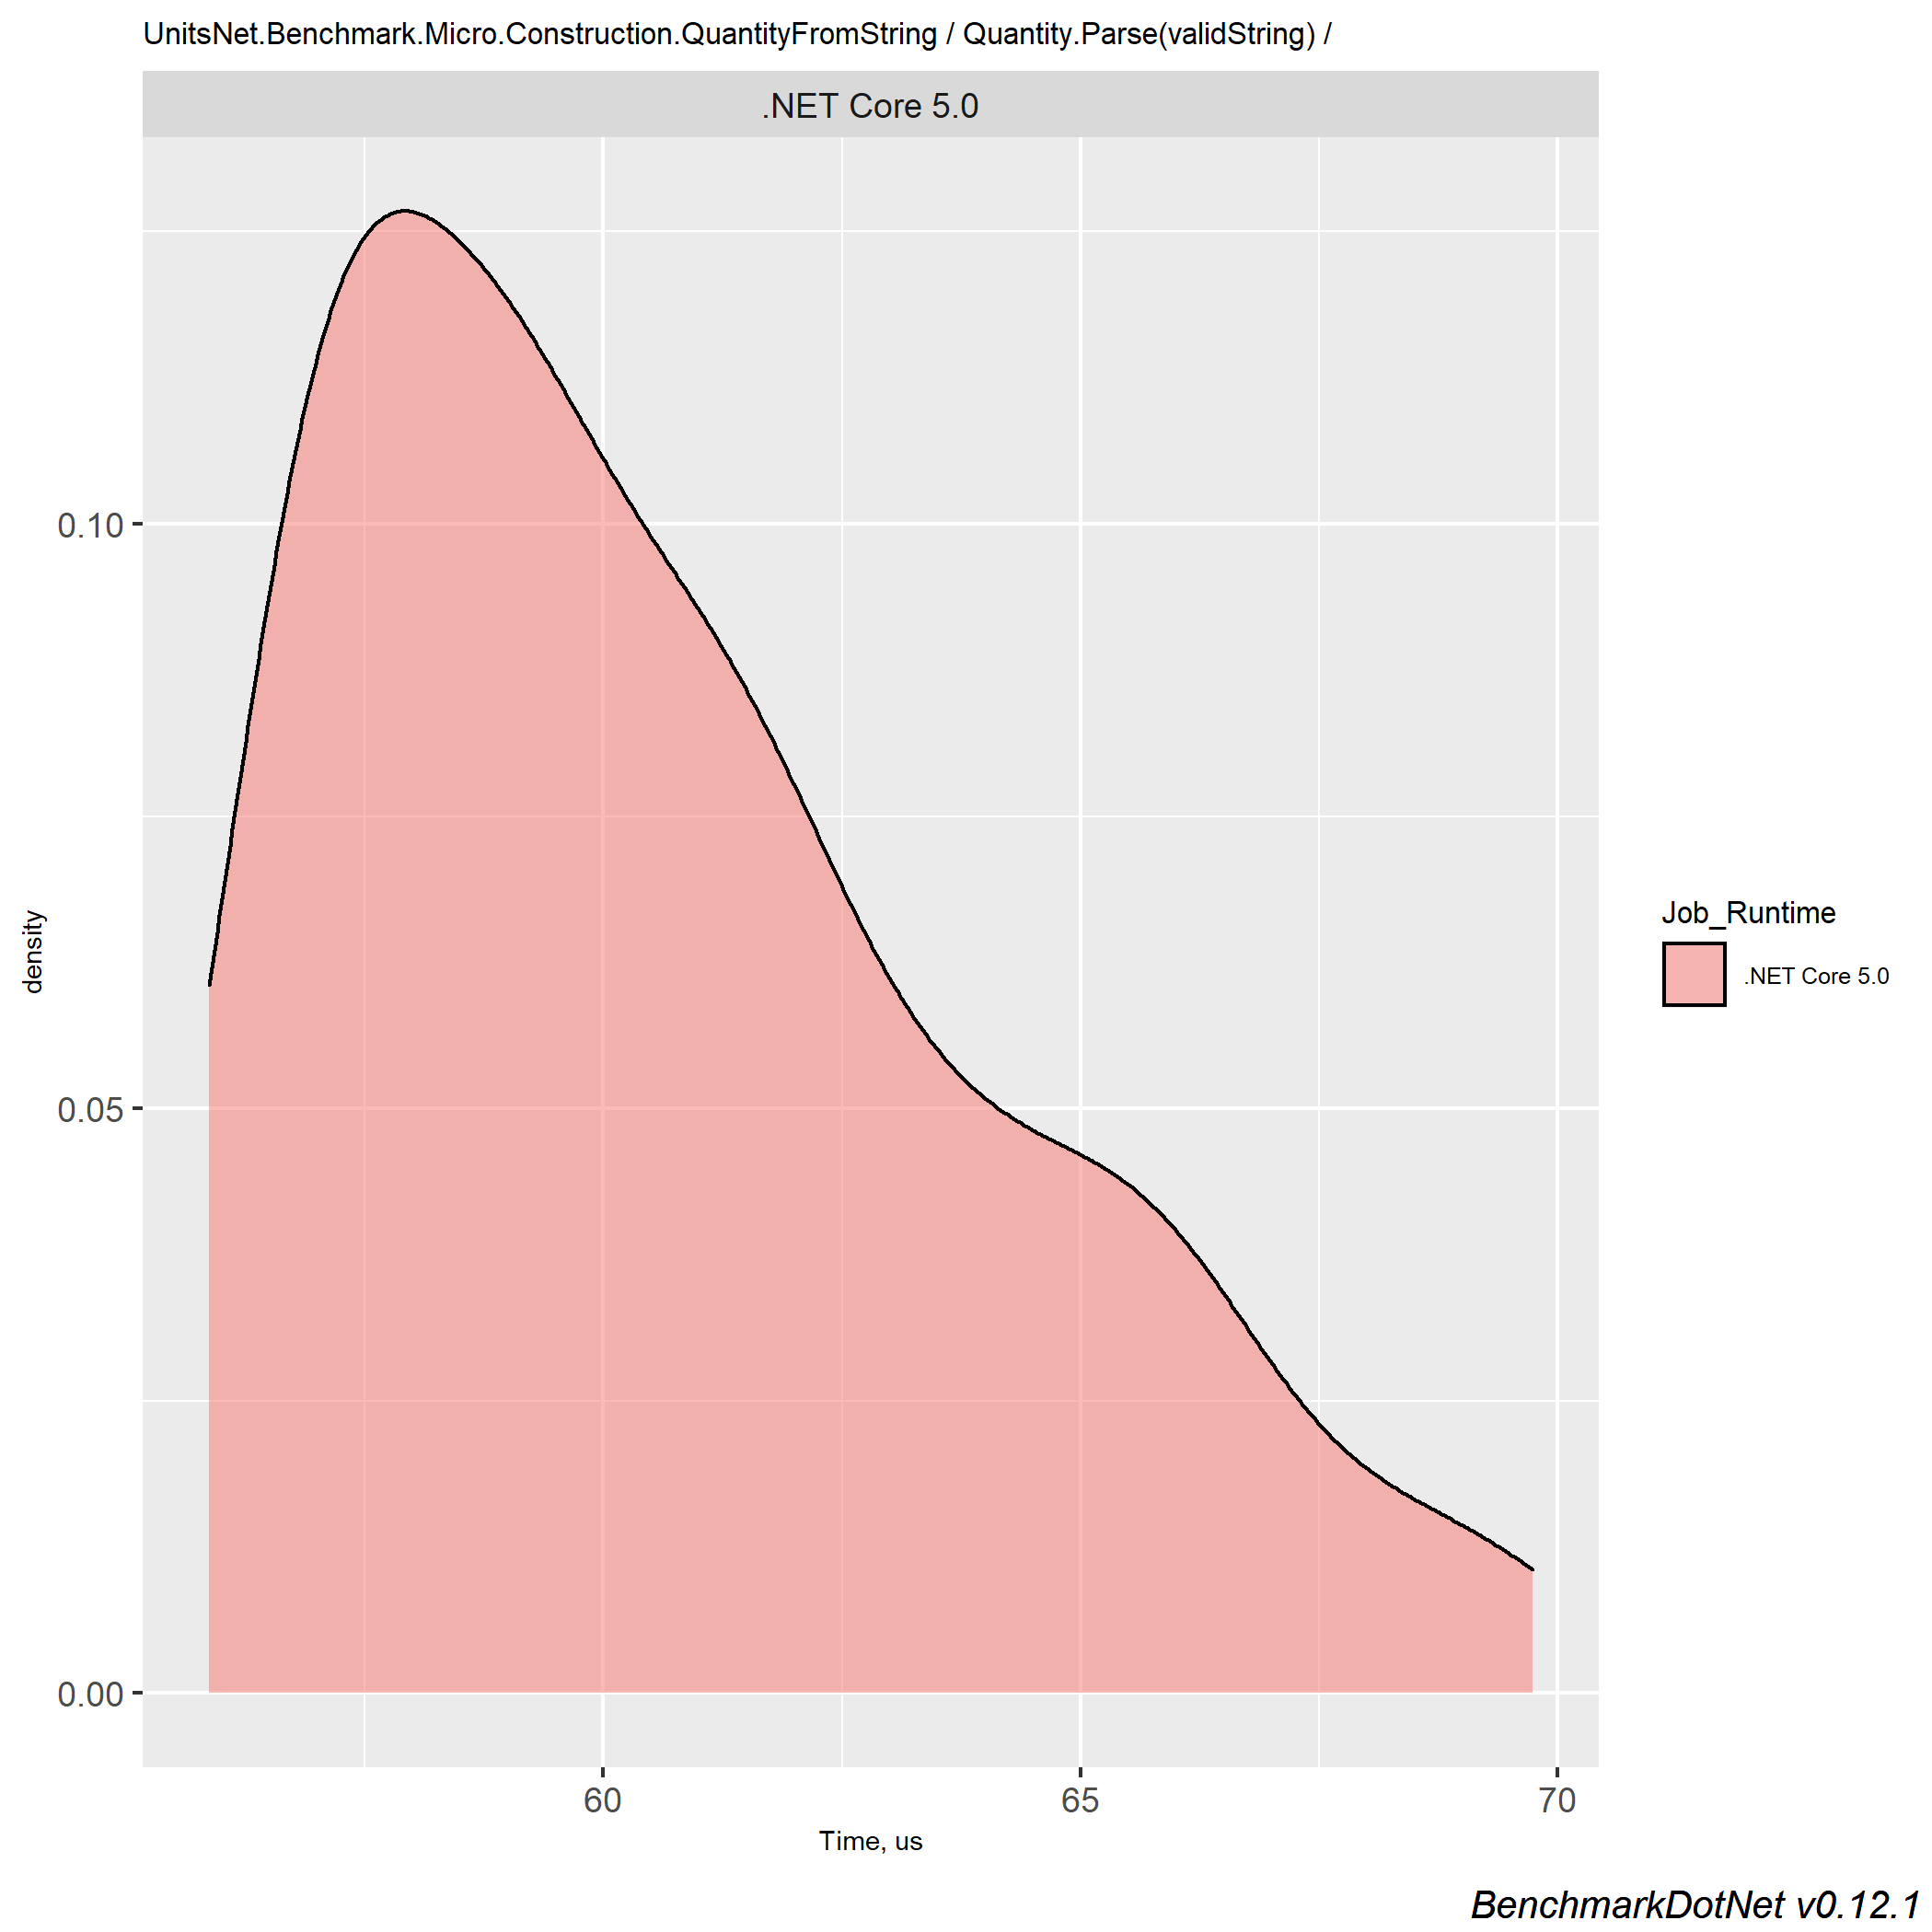 UnitsNet.Benchmark.Micro.Construction.QuantityFromString / Quantity.Parse(validString) /
.NET Core 5.0
0.10
0.05
0.00
density
60
65
70
Time, us
Job_Runtime
.NET Core 5.0
BenchmarkDotNet v0.12.1